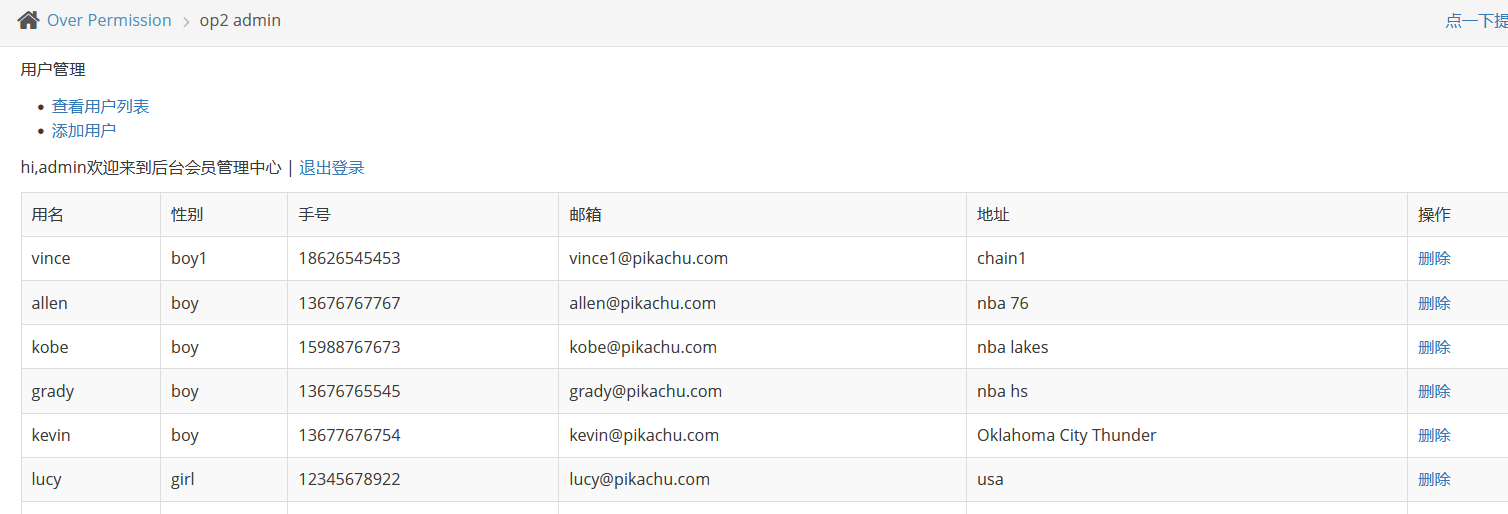 Over Permission > op2 admin 点一下提
用户管理
查看用户列表
添加用户
hi,admin欢迎来到后台会员管理中心 | 退出登录
用名 性别 手号 邮箱 地址 操作
vince boy1 18626545453 vince1@pikachu.com chain1 删除
allen boy 13676767767 allen@pikachu.com nba 76 删除
kobe boy 15988767673 kobe@pikachu.com nba lakes 删除
grady boy 13676765545 grady@pikachu.com nba hs 删除
kevin boy 13677676754 kevin@pikachu.com Oklahoma City Thunder 删除
lucy girl 12345678922 lucy@pikachu.com usa 删除